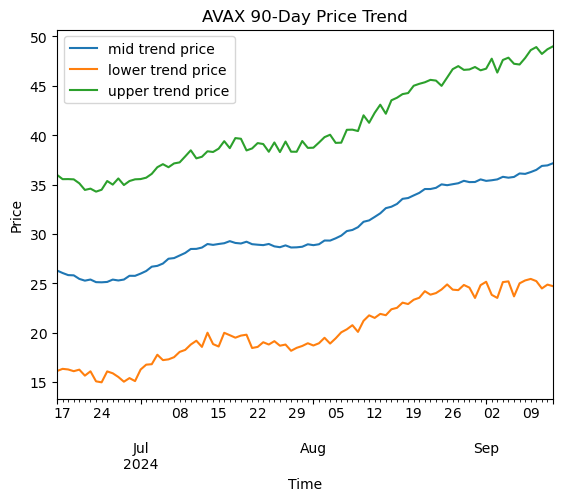 AVAX 90-Day Price Trend
mid trend price
lower trend price
upper trend price
Price
50
45
40
35
30
25
20
15
17 24 08 15 22 29 05 12 19 26 02 09
Jul Aug Sep
2024
Time